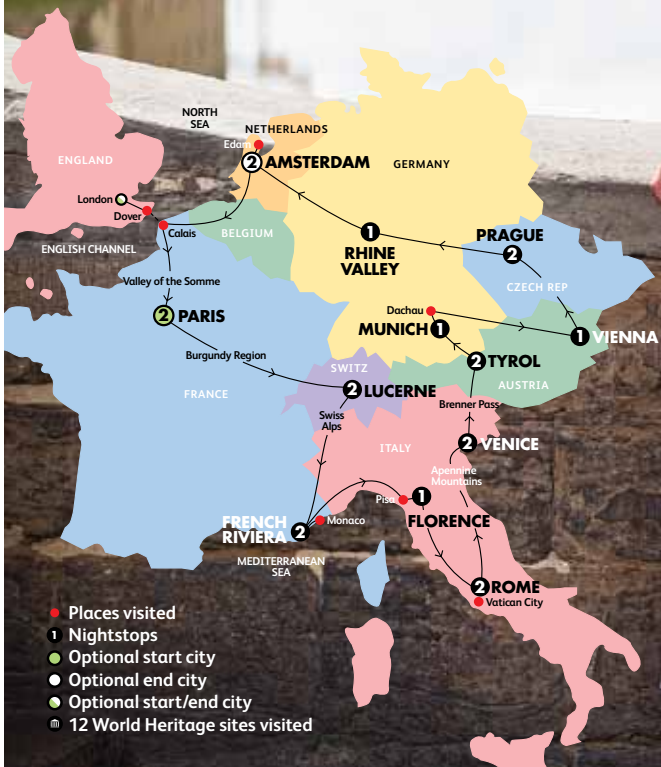 NORTH
SEA
NETHERLANDS
Edam
2 AMSTERDAM
ENGLAND
GERMANY
London
Dover
Calais
ENGLISH CHANNEL
BELGIUM
1
RHINE
VALLEY
PRAGUE
2
CZECH REP
Valley of the Somme
2 PARIS
Dachau
MUNICH 1
1 VIENNA
Burgundy Region
SWITZ
2 TYROL
2 LUCERNE
AUSTRIA
FRANCE
Swiss
Alps
Brenner Pass
ITALY
2 VENICE
Apennine
Mountains
Pisa
1
FLORENCE
FRENCH
RIVIERA 2
Monaco
MEDITERRANEAN
SEA
2 ROME
Vatican City
Places visited
1 Nightstops
Optional start city
Optional end city
Optional start/end city
12 World Heritage sites visited